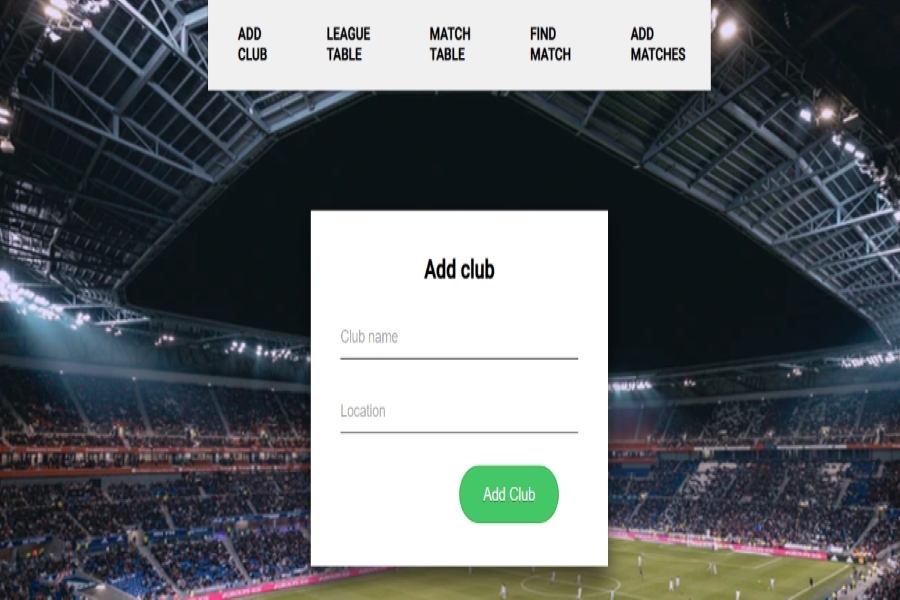 ADD CLUB
LEAGUE TABLE
MATCH TABLE
FIND MATCH
ADD MATCHES
Add club
Club name
Location
Add Club